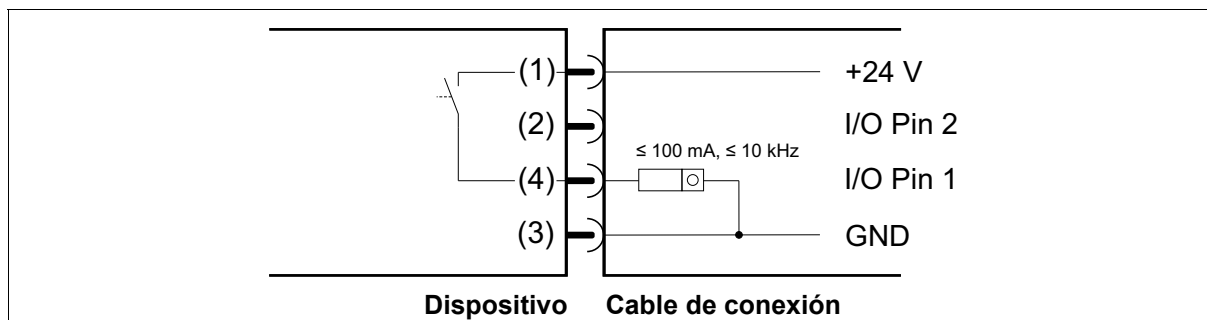 (1) +24 V
(2) I/O Pin 2
≤ 100 mA, ≤ 10 kHz
(4) I/O Pin 1
(3) GND
Dispositivo Cable de conexión